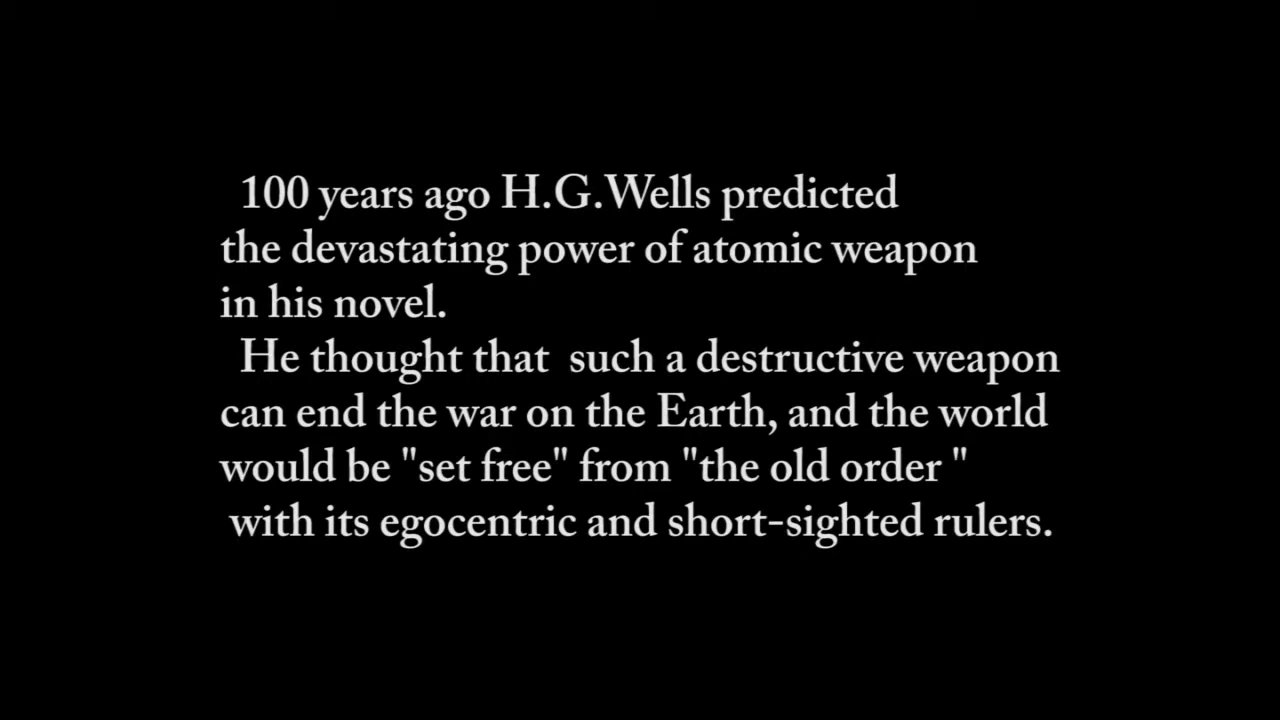 100 years ago H.G.Wells predicted
the devastating power of atomic weapon
in his novel.
He thought that such a destructive weapon
can end the war on the Earth, and the world
would be "set free" from "the old order "
with its egocentric and short-sighted rulers.